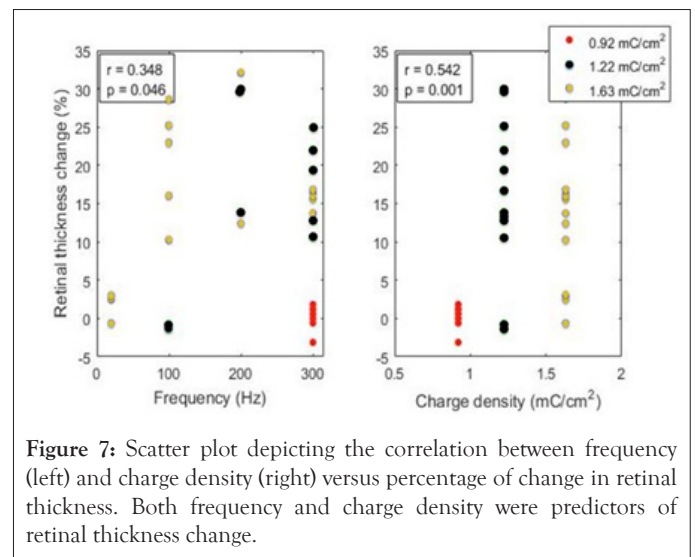 Retinal thickness change (%)
35
30
25
20
15
10
5
0
-5
r = 0.348
p = 0.046
0
100
200
300
Frequency (Hz)
35
30
25
20
15
10
5
0
-5
r = 0.542
p = 0.001
0.92 mC/cm²
1.22 mC/cm²
1.63 mC/cm²
0.5
1
1.5
2
Charge density (mC/cm²)
Figure 7: Scatter plot depicting the correlation between frequency
(left) and charge density (right) versus percentage of change in retinal
thickness. Both frequency and charge density were predictors of
retinal thickness change.